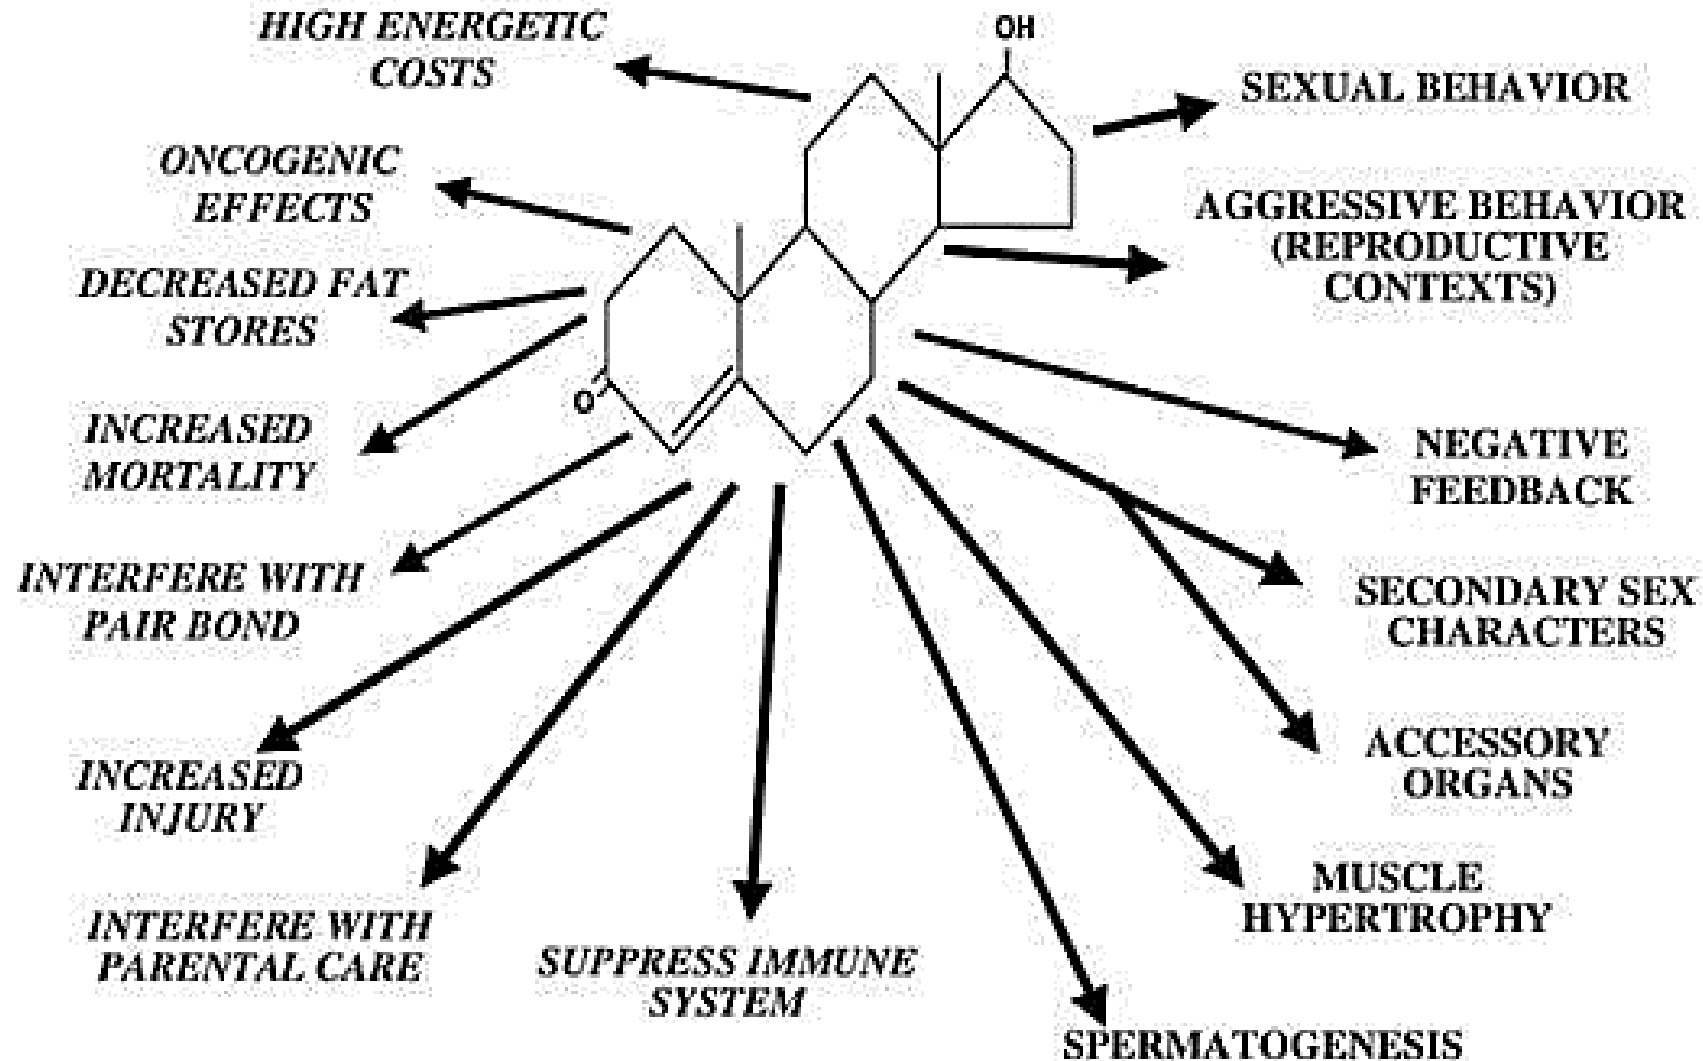 HIGH ENERGETIC
COSTS
ONCOGENIC
EFFECTS
DECREASED FAT
STORES
INCREASED
MORTALITY
INTERFERE WITH
PAIR BOND
INCREASED
INJURY
INTERFERE WITH
PARENTAL CARE
SUPPRESS IMMUNE
SYSTEM
OH
O
SEXUAL BEHAVIOR
AGGRESSIVE BEHAVIOR
(REPRODUCTIVE
CONTEXTS)
NEGATIVE
FEEDBACK
SECONDARY SEX
CHARACTERS
ACCESSORY
ORGANS
MUSCLE
HYPERTROPHY
SPERMATOGENESIS